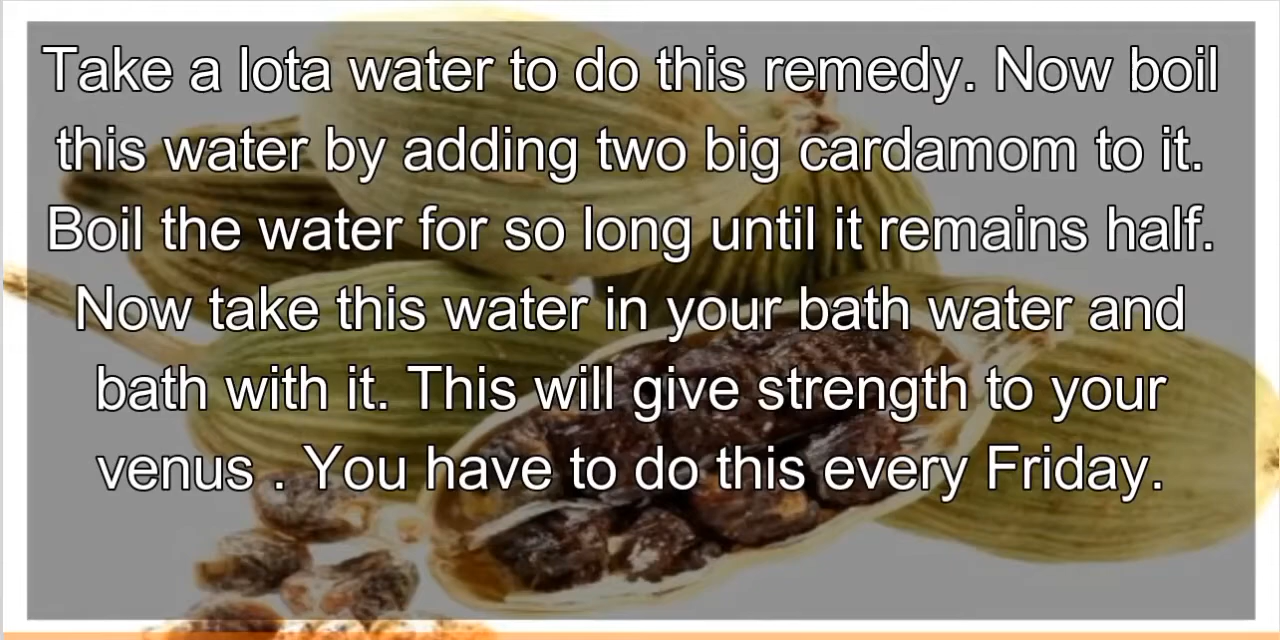 Take a lota water to do this remedy. Now boil
this water by adding two big cardamom to it.
Boil the water for so long until it remains half.
Now take this water in your bath water and
bath with it. This will give strength to your
venus . You have to do this every Friday.